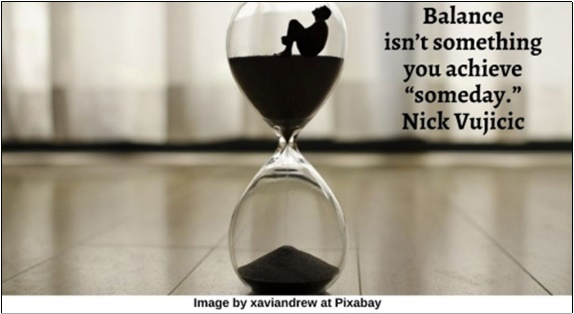 Balance
isn’t something
you achieve
“someday.”
Nick Vujicic
Image by xaviandrew at Pixabay